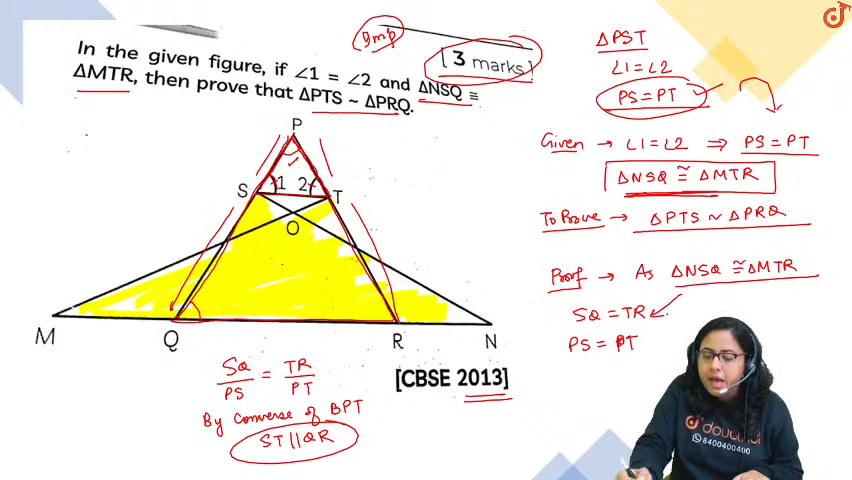 Imp
[ 3 marks]
In the given figure, if ∠1 = ∠2 and ΔNSQ ≅
ΔMTR, then prove that ΔPTS ~ ΔPRQ.
P
S 1 2 T
O
M Q R N
[CBSE 2013]
SQ/PS = TR/PT
By Converse of BPT
ST || QR
ΔPST
∠1 = ∠2
PS = PT
Given → ∠1 = ∠2 ⇒ PS = PT
ΔNSQ ≅ ΔMTR
To Prove → ΔPTS ~ ΔPRQ
Proof → As ΔNSQ ≅ ΔMTR
SQ = TR
PS = PT
doubtnut
8400400400